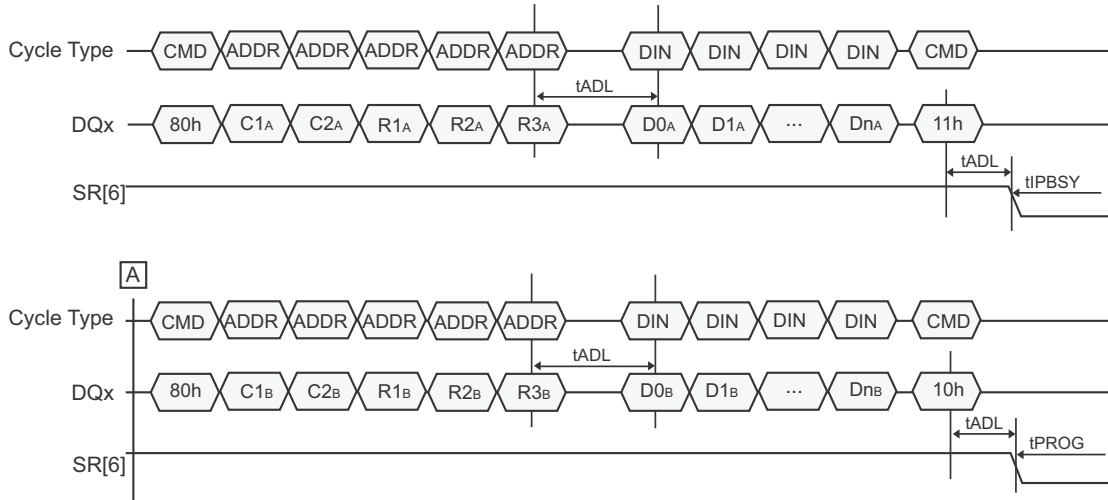 Cycle Type CMD ADDR ADDR ADDR ADDR ADDR DIN DIN DIN DIN CMD
tADL
DQx 80h C1A C2A R1A R2A R3A D0A D1A ... DnA 11h
tADL
SR[6] tIPBSY
A
Cycle Type CMD ADDR ADDR ADDR ADDR ADDR DIN DIN DIN DIN CMD
tADL
DQx 80h C1B C2B R1B R2B R3B D0B D1B ... DnB 10h
tADL
SR[6] tPROG